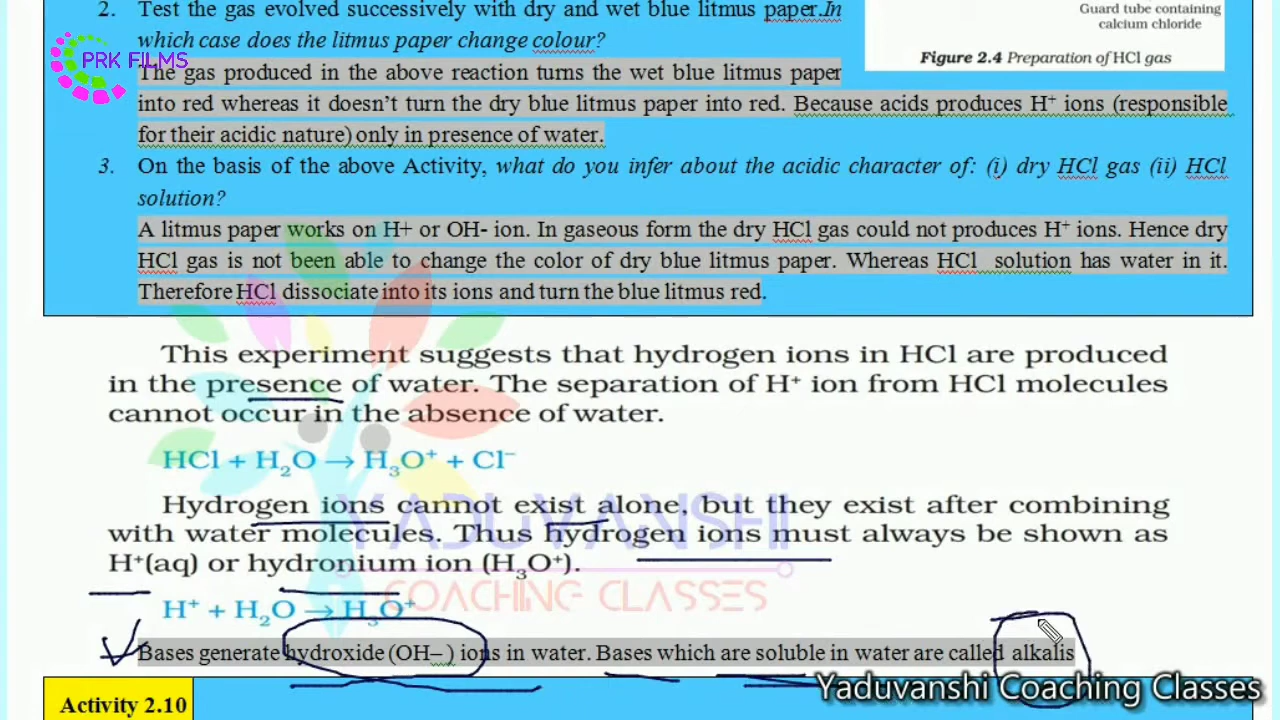 2. Test the gas evolved successively with dry and wet blue litmus paper.In
which case does the litmus paper change colour?
The gas produced in the above reaction turns the wet blue litmus paper
into red whereas it doesn't turn the dry blue litmus paper into red. Because acids produces H⁺ ions (responsible
for their acidic nature) only in presence of water.
Guard tube containing
calcium chloride
Figure 2.4 Preparation of HCl gas
PRK FILMS
3. On the basis of the above Activity, what do you infer about the acidic character of: (i) dry HCl gas (ii) HCl
solution?
A litmus paper works on H+ or OH- ion. In gaseous form the dry HCl gas could not produces H⁺ ions. Hence dry
HCl gas is not been able to change the color of dry blue litmus paper. Whereas HCl solution has water in it.
Therefore HCl dissociate into its ions and turn the blue litmus red.
This experiment suggests that hydrogen ions in HCl are produced
in the presence of water. The separation of H⁺ ion from HCl molecules
cannot occur in the absence of water.
HCl + H₂O → H₃O⁺ + Cl⁻
Hydrogen ions cannot exist alone, but they exist after combining
with water molecules. Thus hydrogen ions must always be shown as
H⁺(aq) or hydronium ion (H₃O⁺).
H⁺ + H₂O → H₃O⁺
YADUVANSHI
COACHING CLASSES
Bases generate hydroxide (OH– ) ions in water. Bases which are soluble in water are called alkalis
Yaduvanshi Coaching Classes
Activity 2.10